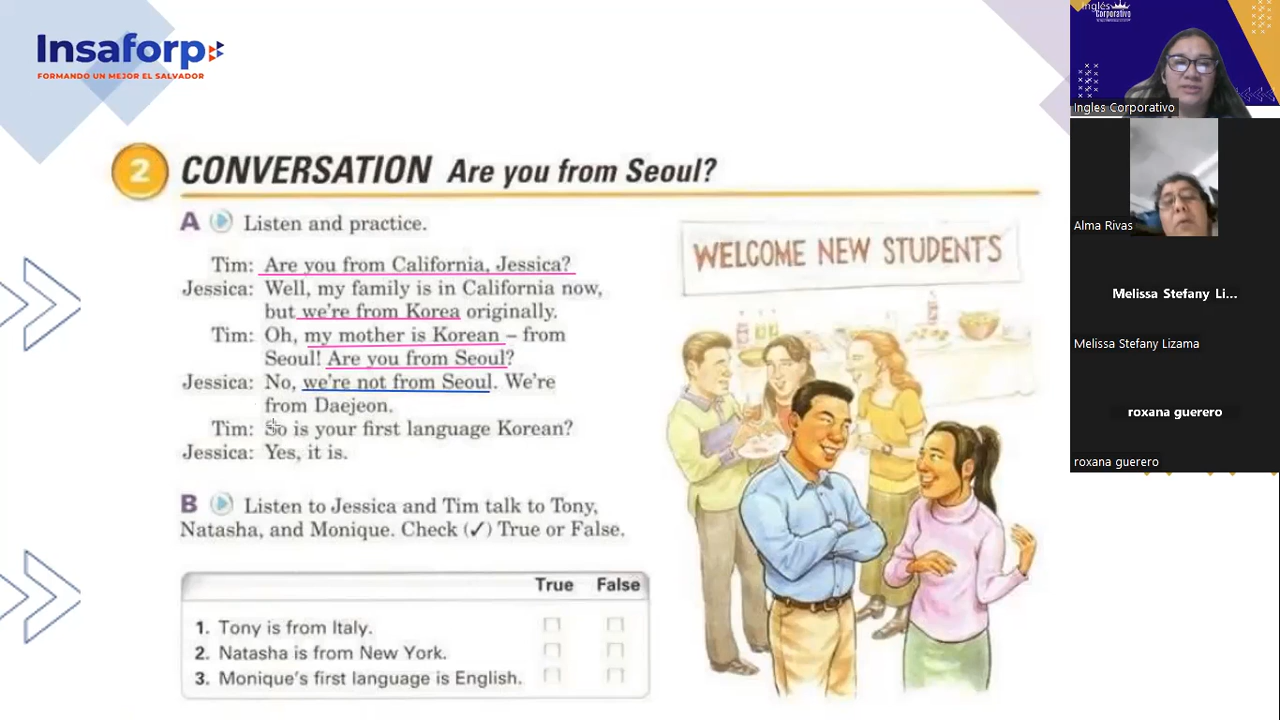 Insaforp
FORMANDO UN MEJOR EL SALVADOR
2 CONVERSATION Are you from Seoul?
A Listen and practice.
Tim: Are you from California, Jessica?
Jessica: Well, my family is in California now,
but we're from Korea originally.
Tim: Oh, my mother is Korean – from
Seoul! Are you from Seoul?
Jessica: No, we're not from Seoul. We're
from Daejeon.
Tim: So is your first language Korean?
Jessica: Yes, it is.
B Listen to Jessica and Tim talk to Tony,
Natasha, and Monique. Check (✓) True or False.
True False
1. Tony is from Italy.
2. Natasha is from New York.
3. Monique's first language is English.
WELCOME NEW STUDENTS
Inglés
Corporativo
Ingles Corporativo
Alma Rivas
Melissa Stefany Li...
Melissa Stefany Lizama
roxana guerero
roxana guerero